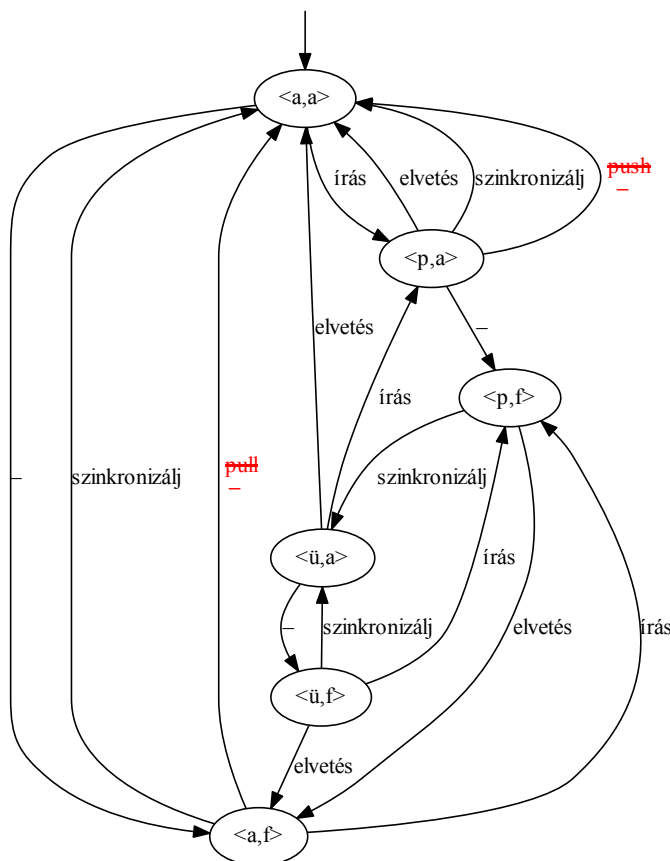 <a,a>
írás
elvetés
szinkronizálj
push
–
<p,a>
elvetés
–
írás
<p,f>
–
szinkronizálj
pull
–
szinkronizálj
<ü,a>
írás
–
szinkronizálj
elvetés
írás
<ü,f>
elvetés
<a,f>